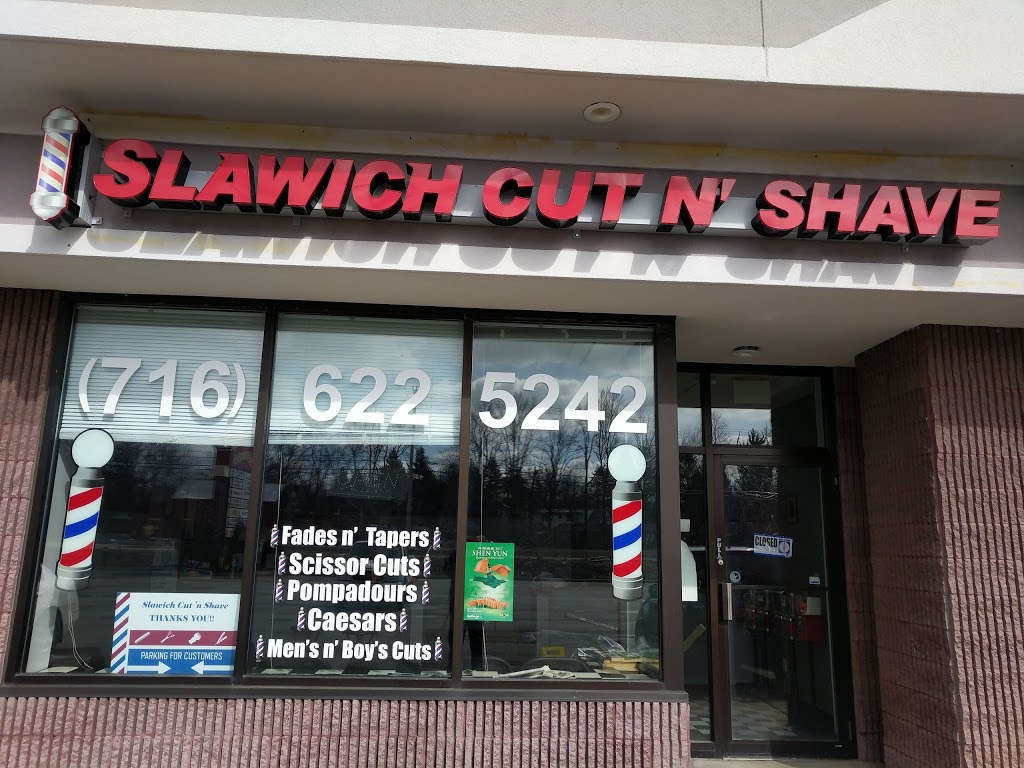 SLAWICH CUT N' SHAVE
(716) 622 5242
Fades n' Tapers
Scissor Cuts
Pompadours
Caesars
Men's n' Boy's Cuts
SHEN YUN
Slawich Cut 'n Shave
THANKS YOU!!
PARKING FOR CUSTOMERS
PULL
CLOSED